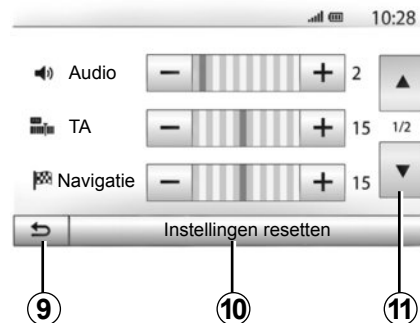 10:28
Audio − + 2
TA − + 15
1/2
Navigatie − + 15
Instellingen resetten
9 10 11